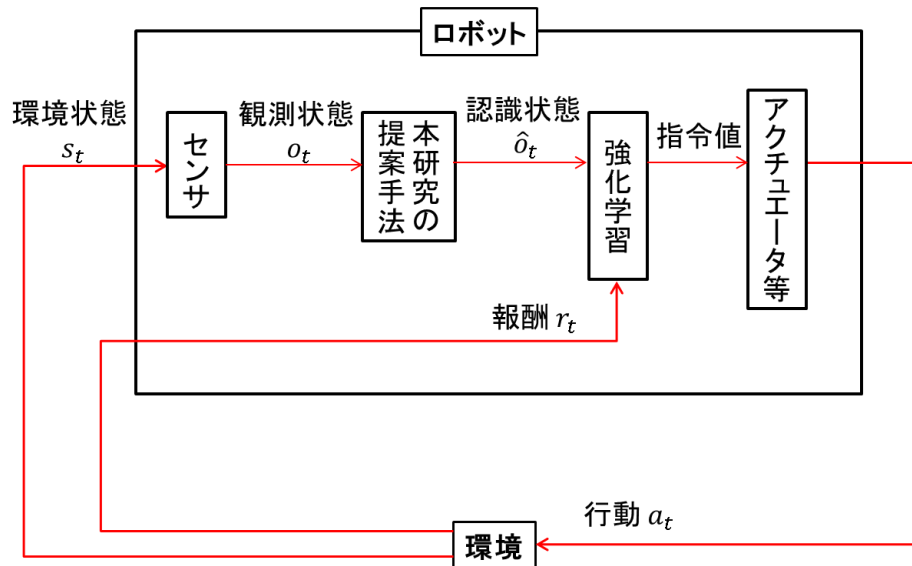 ロボット
環境状態
s_t
センサ
観測状態
o_t
本研究の
提案手法
認識状態
ô_t
強化学習
指令値
アクチュエータ等
報酬 r_t
行動 a_t
環境